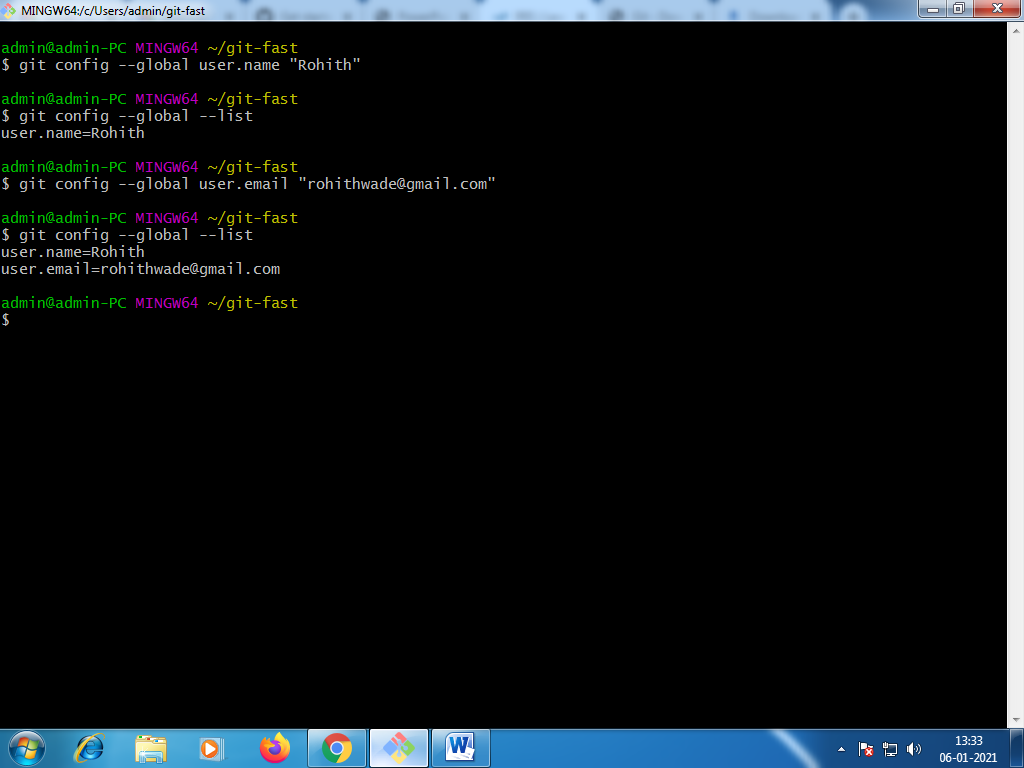 MINGW64:/c/Users/admin/git-fast
admin@admin-PC MINGW64 ~/git-fast
$ git config --global user.name "Rohith"
admin@admin-PC MINGW64 ~/git-fast
$ git config --global --list
user.name=Rohith
admin@admin-PC MINGW64 ~/git-fast
$ git config --global user.email "rohithwade@gmail.com"
admin@admin-PC MINGW64 ~/git-fast
$ git config --global --list
user.name=Rohith
user.email=rohithwade@gmail.com
admin@admin-PC MINGW64 ~/git-fast
$
13:33
06-01-2021